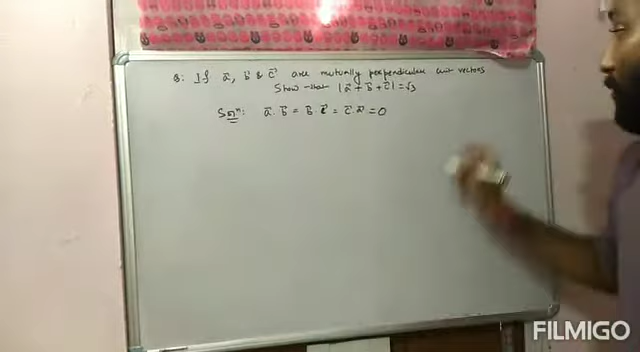 Q: If a⃗, b⃗ & c⃗ are mutually perpendicular unit vectors
Show that |a⃗ + b⃗ + c⃗| = √3
Solⁿ: a⃗.b⃗ = b⃗.c⃗ = c⃗.a⃗ = 0
FILMIGO